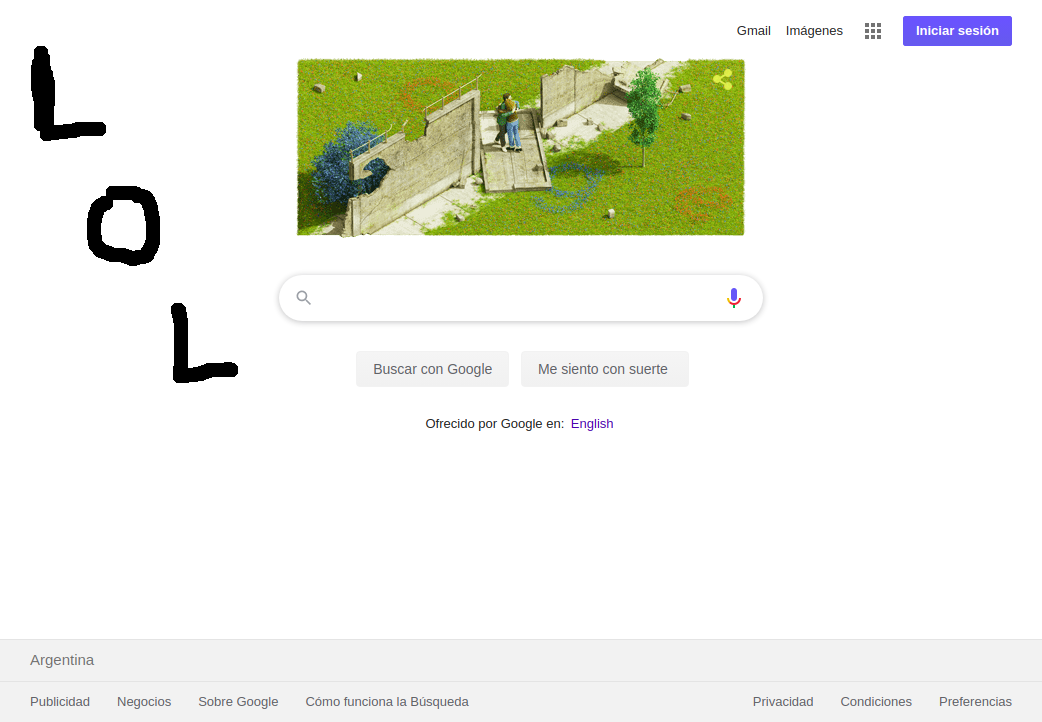 Gmail Imágenes Iniciar sesión
L
O
L
Buscar con Google Me siento con suerte
Ofrecido por Google en: English
Argentina
Publicidad Negocios Sobre Google Cómo funciona la Búsqueda Privacidad Condiciones Preferencias